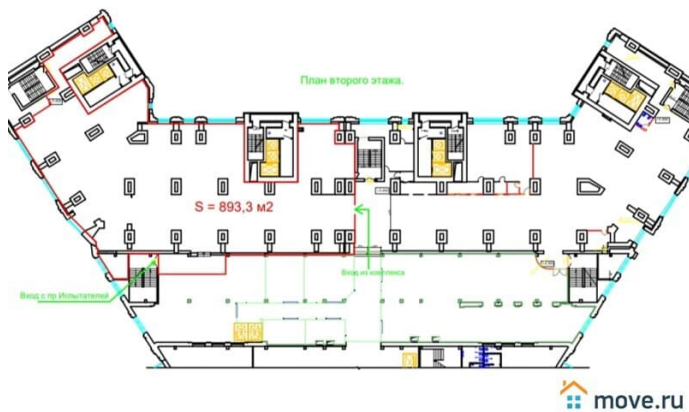 План второго этажа.
S = 893,3 м2
Вход из комплекса
Вход с пр Испытателей
move.ru